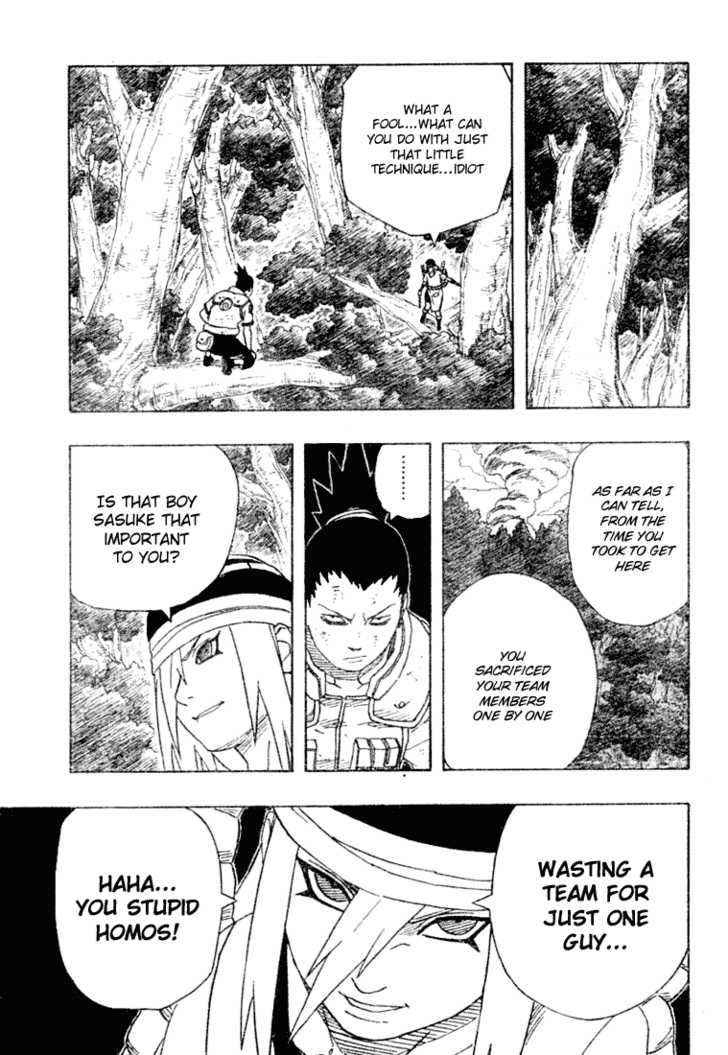 WHAT A
FOOL...WHAT CAN
YOU DO WITH JUST
THAT LITTLE
TECHNIQUE...IDIOT
AS FAR AS I
CAN TELL,
FROM THE
TIME YOU
TOOK TO GET
HERE
YOU
SACRIFICED
YOUR TEAM
MEMBERS
ONE BY ONE
........
IS THAT BOY
SASUKE THAT
IMPORTANT
TO YOU?
WASTING A
TEAM FOR
JUST ONE
GUY...
HAHA...
YOU STUPID
HOMOS!